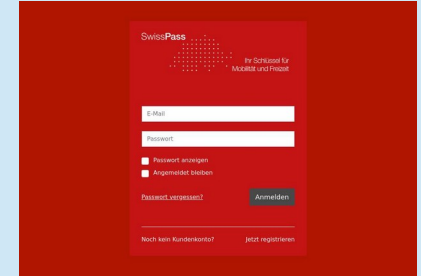 SwissPass
Ihr Schlüssel für
Mobilität und Freizeit
E-Mail
Passwort
Passwort anzeigen
Angemeldet bleiben
Passwort vergessen?
Anmelden
Noch kein Kundenkonto?
Jetzt registrieren